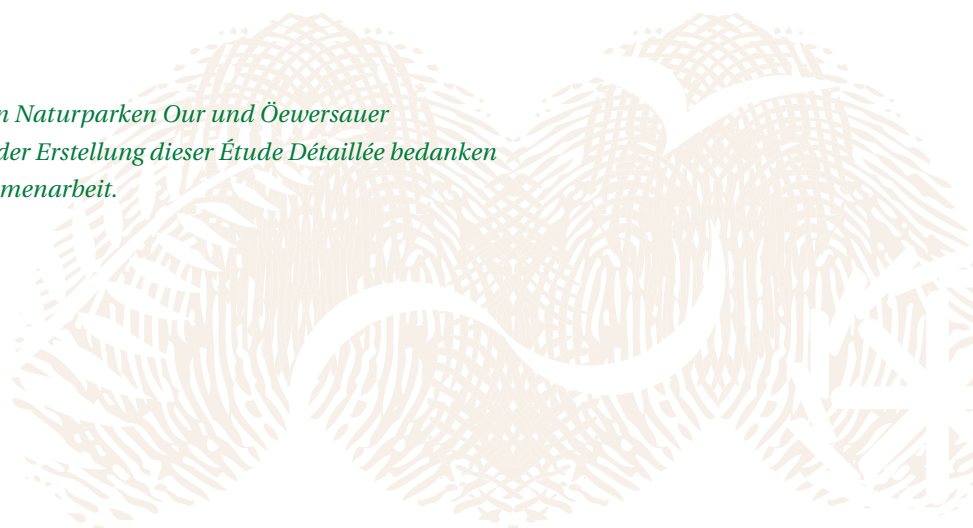 n Naturparken Our und Öewersauer
der Erstellung dieser Étude Détaillée bedanken
menarbeit.